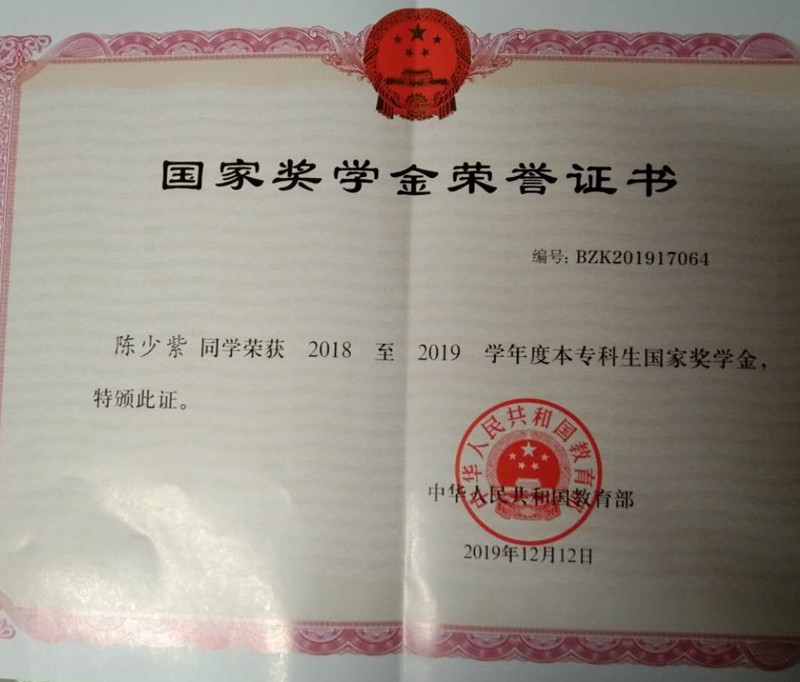 国家奖学金荣誉证书
编号: BZK201917064
陈少紫 同学荣获 2018 至 2019 学年度本专科生国家奖学金,
特颁此证。
中华人民共和国教育部
中华人民共和国教育部
2019年12月12日